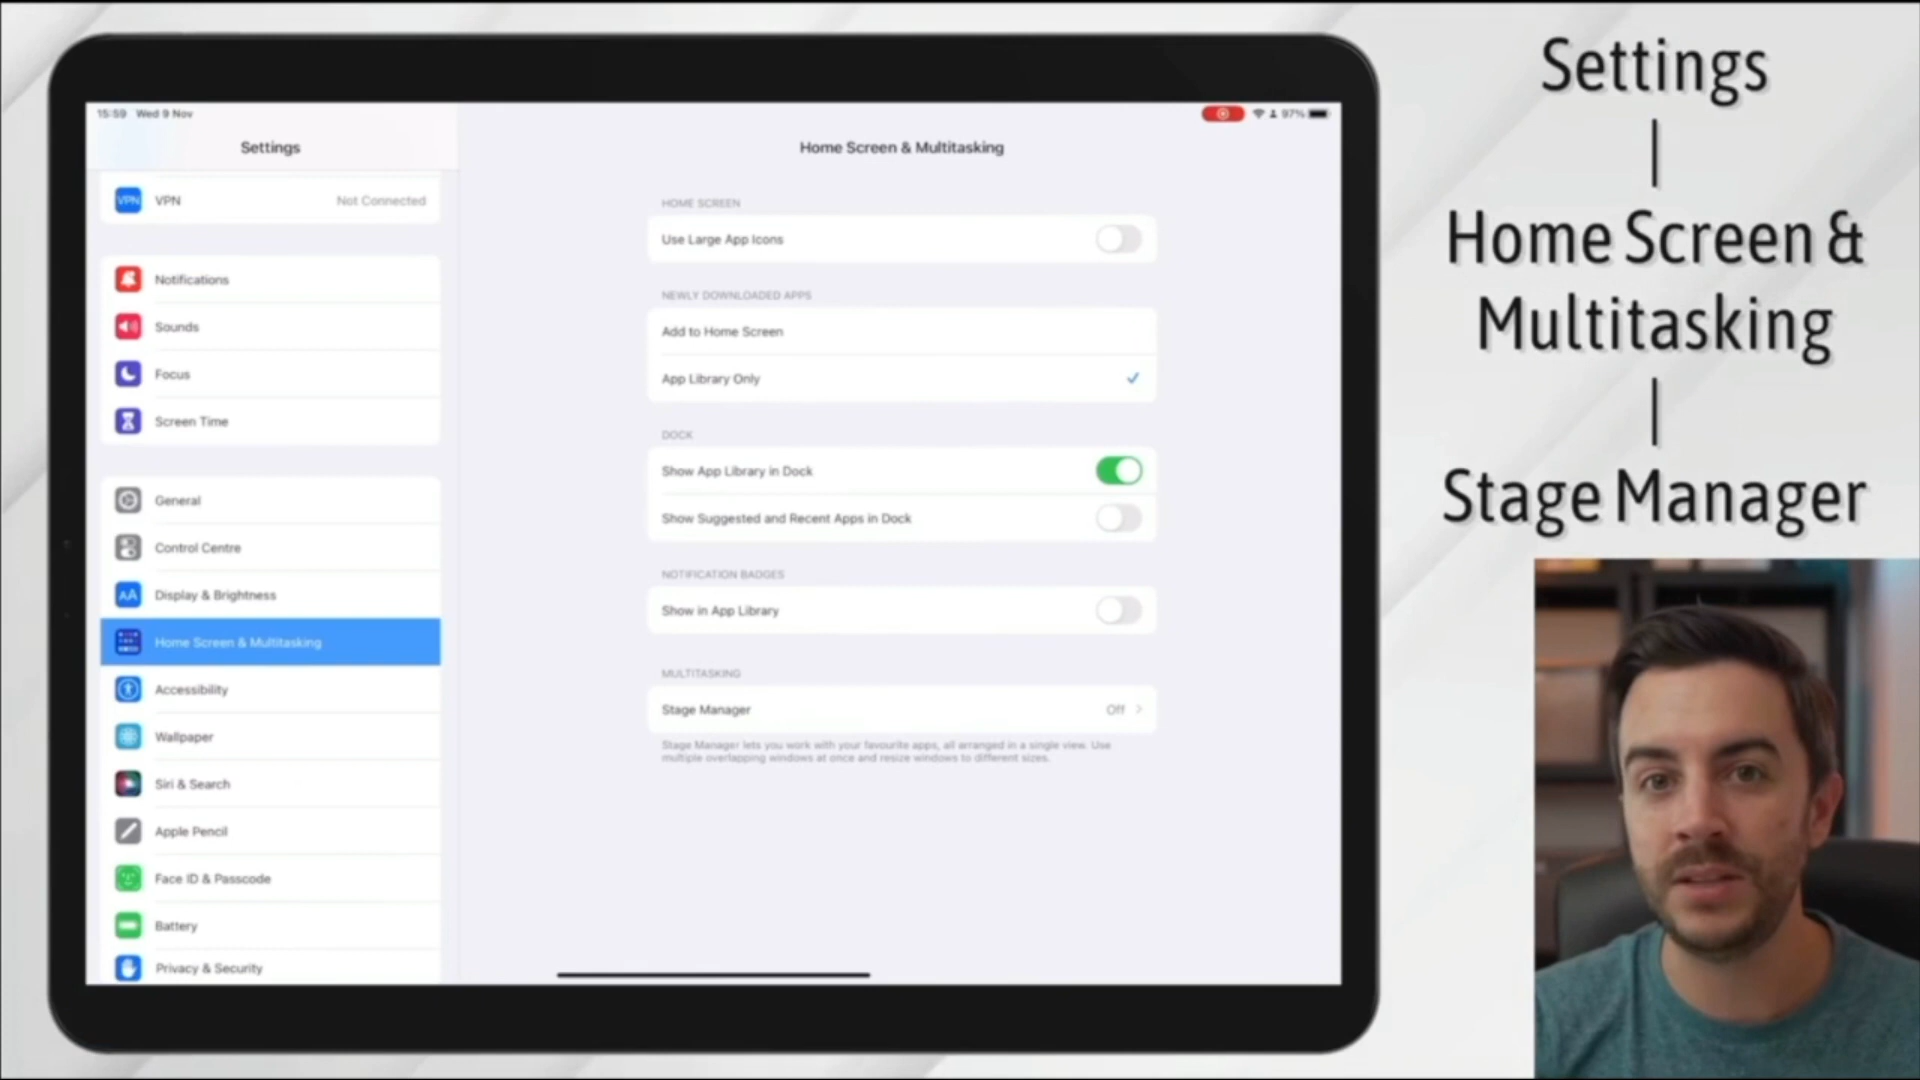 15:59 Wed 9 Nov
97%
Settings
VPN
VPN
Not Connected
Notifications
Sounds
Focus
Screen Time
General
Control Centre
AA
Display & Brightness
Home Screen & Multitasking
Accessibility
Wallpaper
Siri & Search
Apple Pencil
Face ID & Passcode
Battery
Privacy & Security
Home Screen & Multitasking
HOME SCREEN
Use Large App Icons
NEWLY DOWNLOADED APPS
Add to Home Screen
App Library Only
DOCK
Show App Library in Dock
Show Suggested and Recent Apps in Dock
NOTIFICATION BADGES
Show in App Library
MULTITASKING
Stage Manager
Off
Stage Manager lets you work with your favourite apps, all arranged in a single view. Use
multiple overlapping windows at once and resize windows to different sizes.
Settings
Home Screen &
Multitasking
Stage Manager